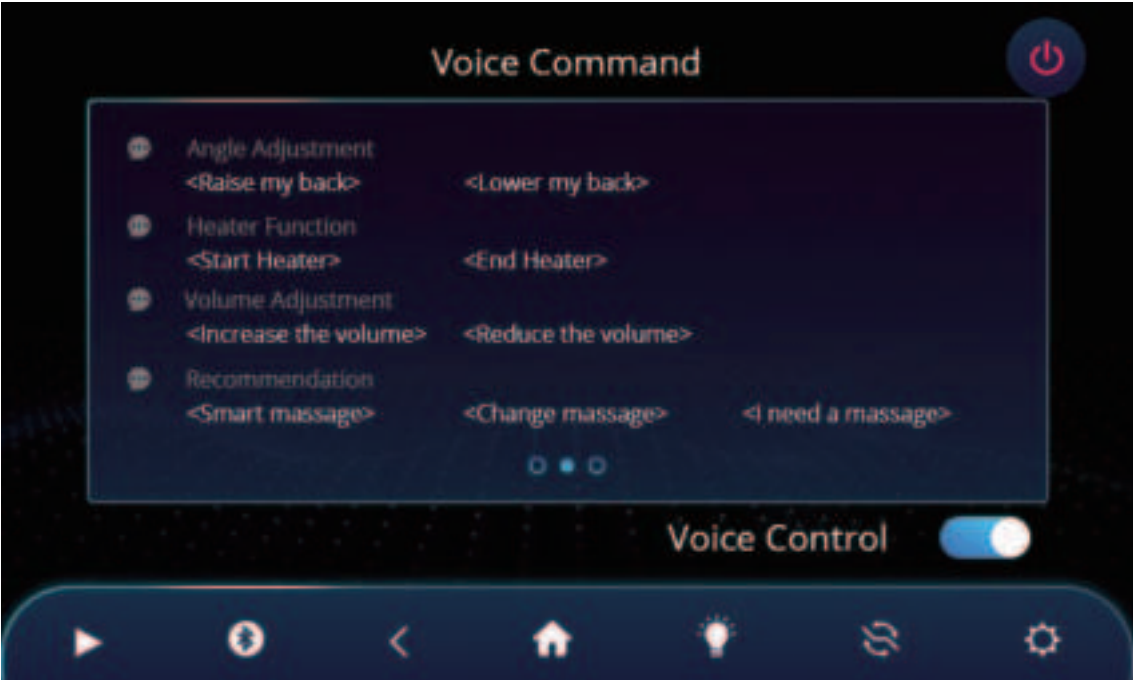 Voice Command
Angle Adjustment
<Raise my back> <Lower my back>
Heater Function
<Start Heater> <End Heater>
Volume Adjustment
<Increase the volume> <Reduce the volume>
Recommendation
<Smart massage> <Change massage> <I need a massage>
Voice Control